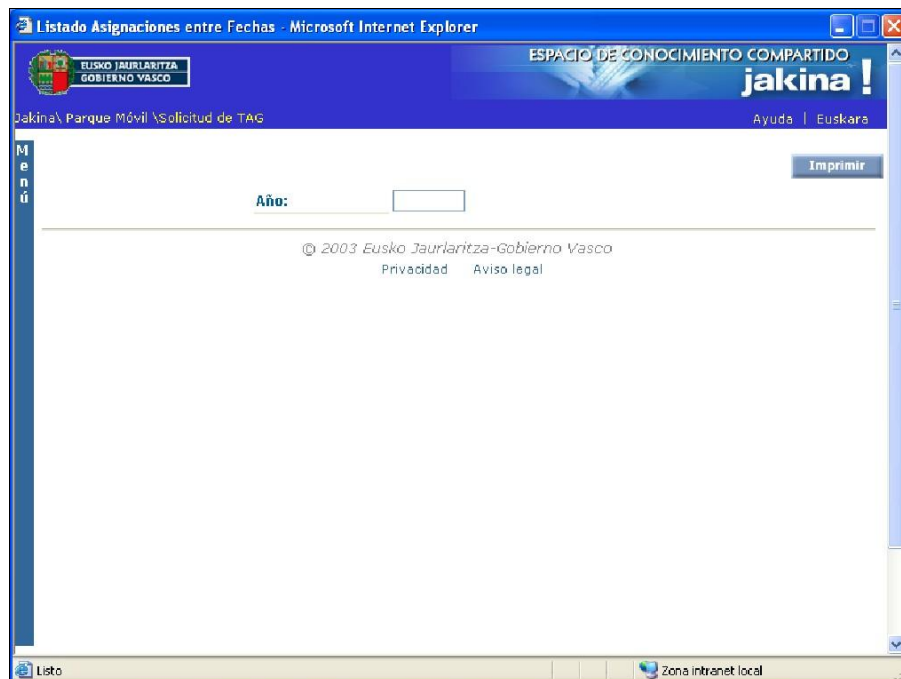 Listado Asignaciones entre Fechas - Microsoft Internet Explorer
EUSKO JAURLARITZA
GOBIERNO VASCO
ESPACIO DE CONOCIMIENTO COMPARTIDO
jakina !
Jakina\ Parque Móvil \Solicitud de TAG
Ayuda | Euskara
Menú
Imprimir
Año:
© 2003 Eusko Jaurlaritza-Gobierno Vasco
Privacidad Aviso legal
Listo
Zona intranet local